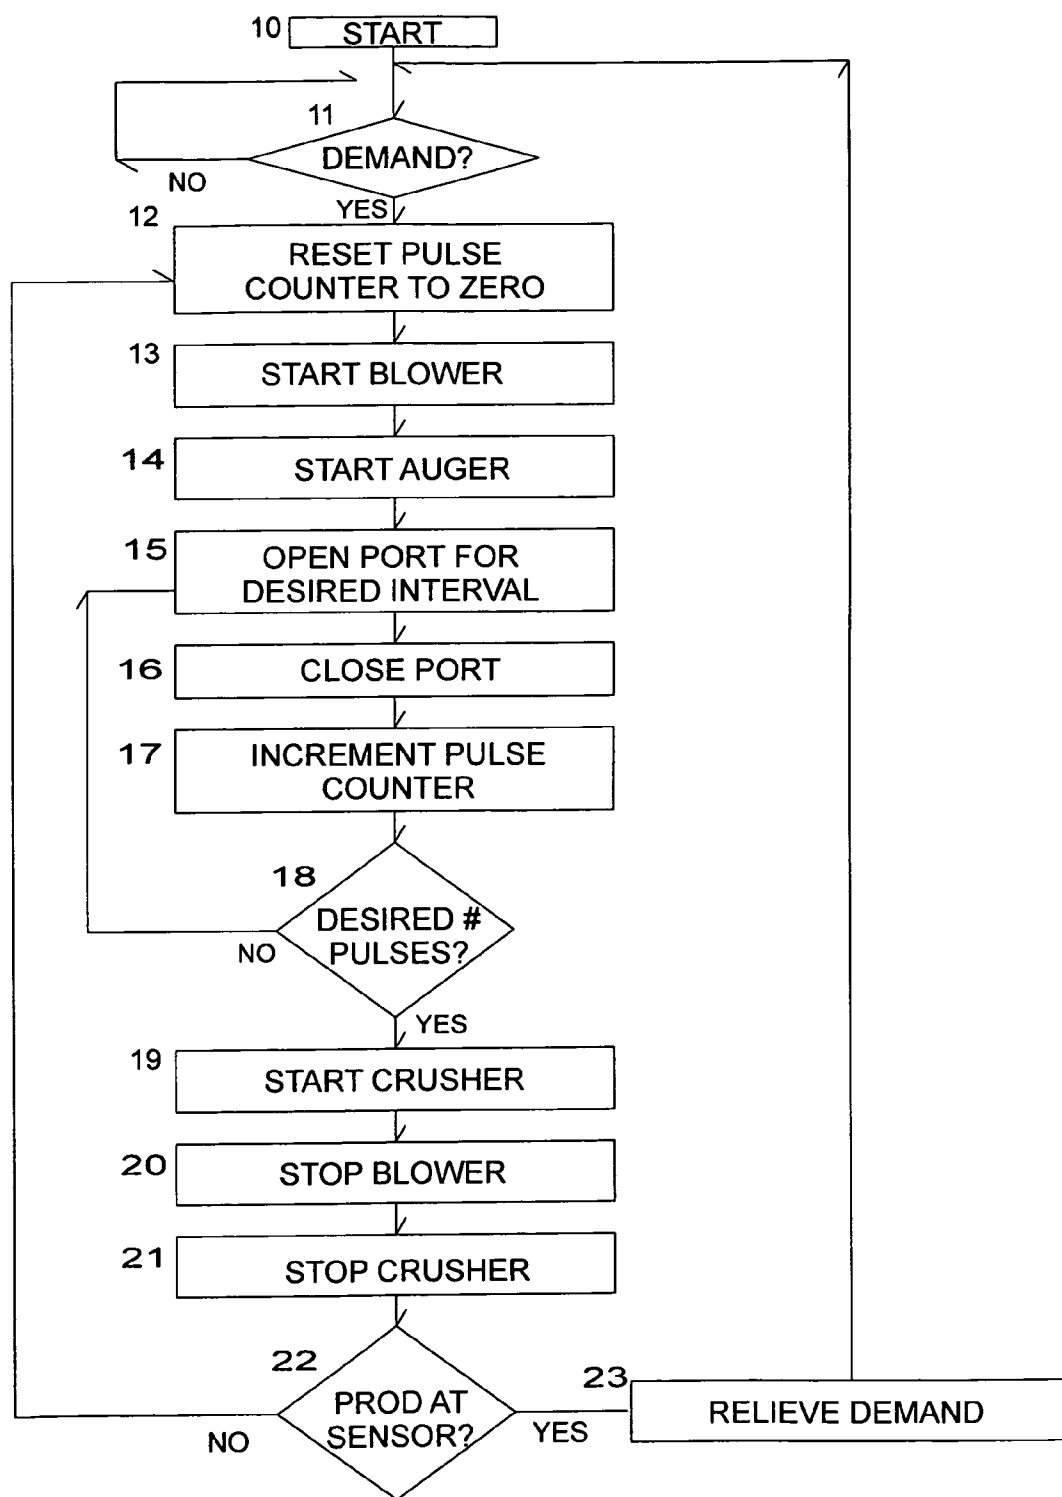 10 START
11
DEMAND?
NO
YES
12
RESET PULSE
COUNTER TO ZERO
13
START BLOWER
14
START AUGER
15
OPEN PORT FOR
DESIRED INTERVAL
16
CLOSE PORT
17
INCREMENT PULSE
COUNTER
18
DESIRED #
PULSES?
NO
YES
19
START CRUSHER
20
STOP BLOWER
21
STOP CRUSHER
22
PROD AT
SENSOR?
NO
YES
23
RELIEVE DEMAND